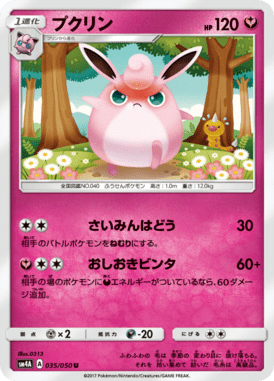 1進化
プクリン
HP 120
プリンから進化
全国図鑑NO.040 ふうせんポケモン 高さ:1.0m 重さ:12.0kg
さいみんはどう 30
相手のバトルポケモンをねむりにする。
おしおきビンタ 60+
相手の場のポケモンにエネルギーがついているなら、60ダメージ追加。
弱点 ×2 抵抗力 -20 にげる
Illus.0313
SM4A A 035/050 U
©2017 Pokémon/Nintendo/Creatures/GAME FREAK.